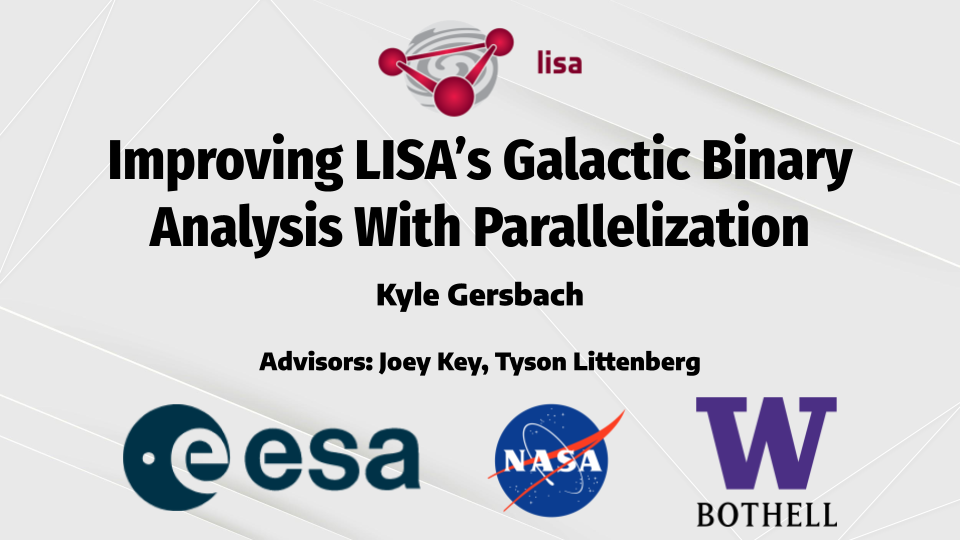 lisa
Improving LISA’s Galactic Binary
Analysis With Parallelization
Kyle Gersbach
Advisors: Joey Key, Tyson Littenberg
esa
NASA
W
BOTHELL